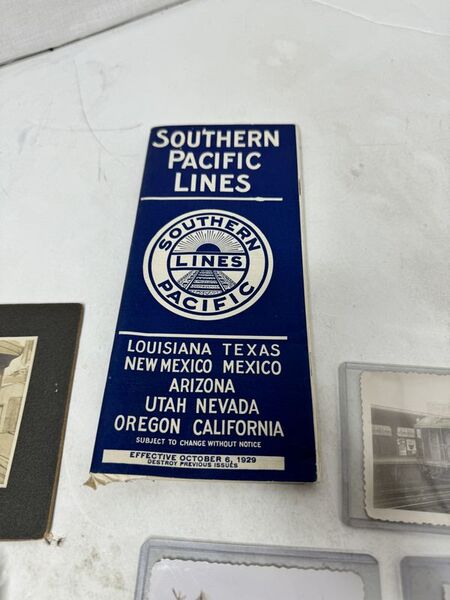 SOUTHERN
PACIFIC
LINES
SOUTHERN
LINES
PACIFIC
LOUISIANA TEXAS
NEW MEXICO MEXICO
ARIZONA
UTAH NEVADA
OREGON CALIFORNIA
SUBJECT TO CHANGE WITHOUT NOTICE
EFFECTIVE OCTOBER 6, 1929
DESTROY PREVIOUS ISSUES